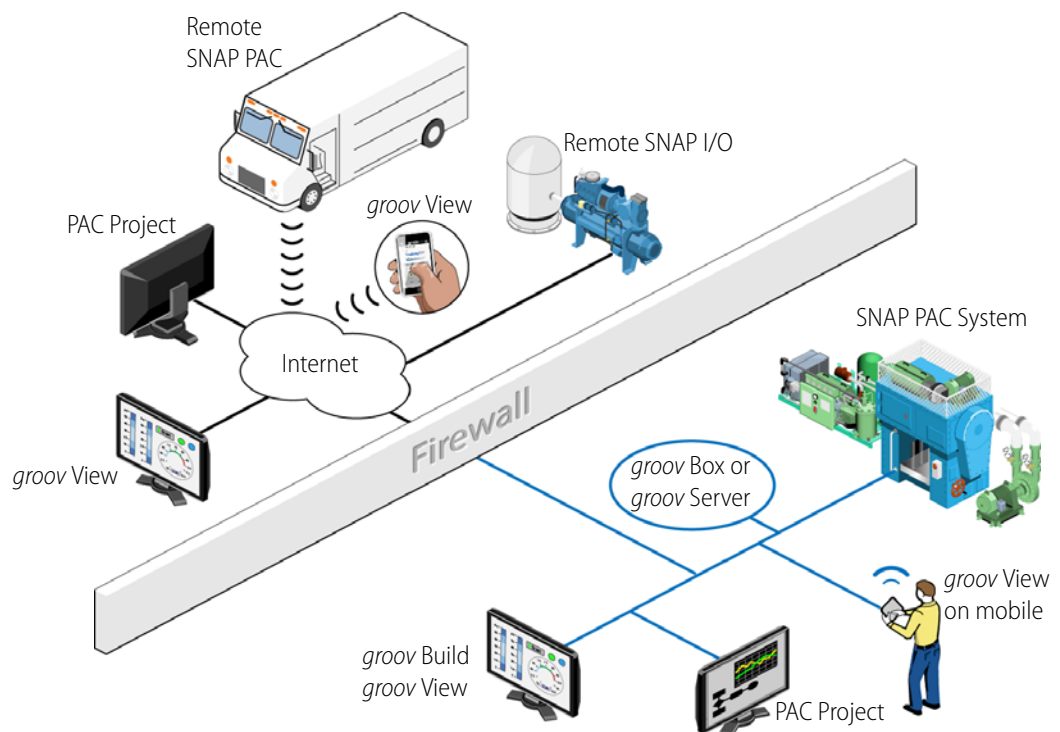 Remote
SNAP PAC
Remote SNAP I/O
groov View
PAC Project
SNAP PAC System
Internet
Firewall
groov View
groov Box or
groov Server
groov View
on mobile
groov Build
groov View
PAC Project